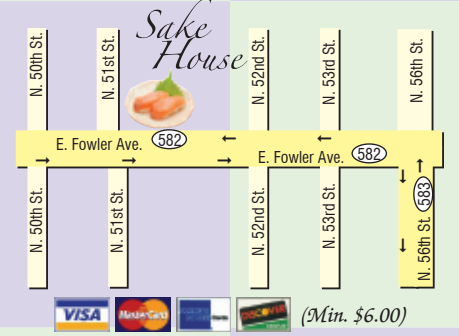 Sake
House
N. 50th St.
N. 51st St.
N. 52nd St.
N. 53rd St.
N. 56th St.
E. Fowler Ave. 582
E. Fowler Ave. 582
N. 50th St.
N. 51st St.
N. 52nd St.
N. 53rd St.
N. 56th St. 583
VISA MasterCard DISCOVER (Min. $6.00)